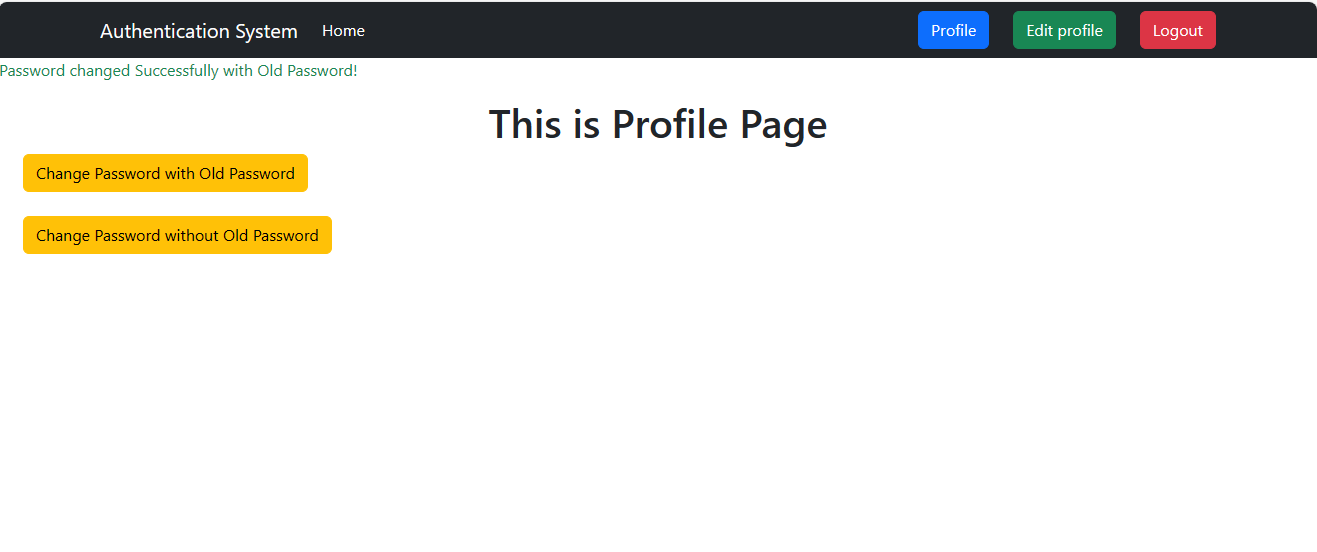 Authentication System Home Profile Edit profile Logout
Password changed Successfully with Old Password!
This is Profile Page
Change Password with Old Password
Change Password without Old Password